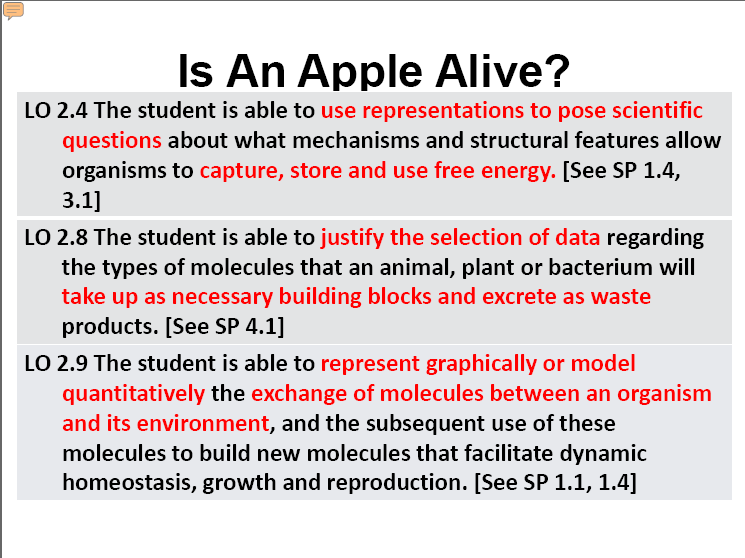 Is An Apple Alive?
LO 2.4 The student is able to use representations to pose scientific
questions about what mechanisms and structural features allow
organisms to capture, store and use free energy. [See SP 1.4,
3.1]
LO 2.8 The student is able to justify the selection of data regarding
the types of molecules that an animal, plant or bacterium will
take up as necessary building blocks and excrete as waste
products. [See SP 4.1]
LO 2.9 The student is able to represent graphically or model
quantitatively the exchange of molecules between an organism
and its environment, and the subsequent use of these
molecules to build new molecules that facilitate dynamic
homeostasis, growth and reproduction. [See SP 1.1, 1.4]